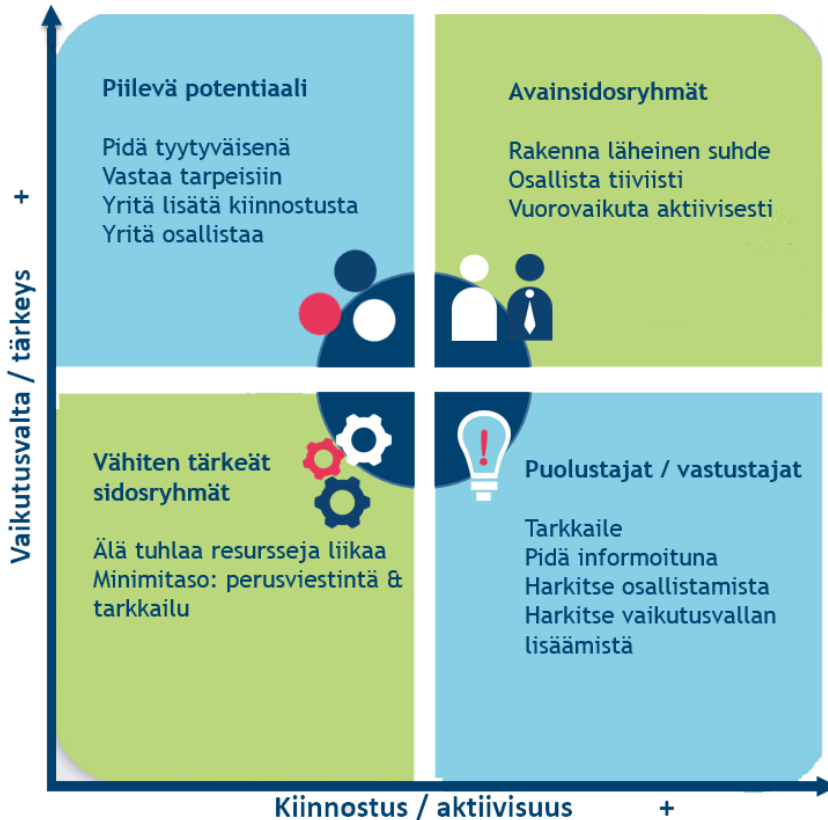 Vaikutusvalta / tärkeys +
Piilevä potentiaali
Pidä tyytyväisenä
Vastaa tarpeisiin
Yritä lisätä kiinnostusta
Yritä osallistaa
Avainsidosryhmät
Rakenna läheinen suhde
Osallista tiiviisti
Vuorovaikuta aktiivisesti
Vähiten tärkeät
sidosryhmät
Älä tuhlaa resursseja liikaa
Minimitaso: perusviestintä &
tarkkailu
!
Puolustajat / vastustajat
Tarkkaile
Pidä informoituna
Harkitse osallistamista
Harkitse vaikutusvallan
lisäämistä
Kiinnostus / aktiivisuus +